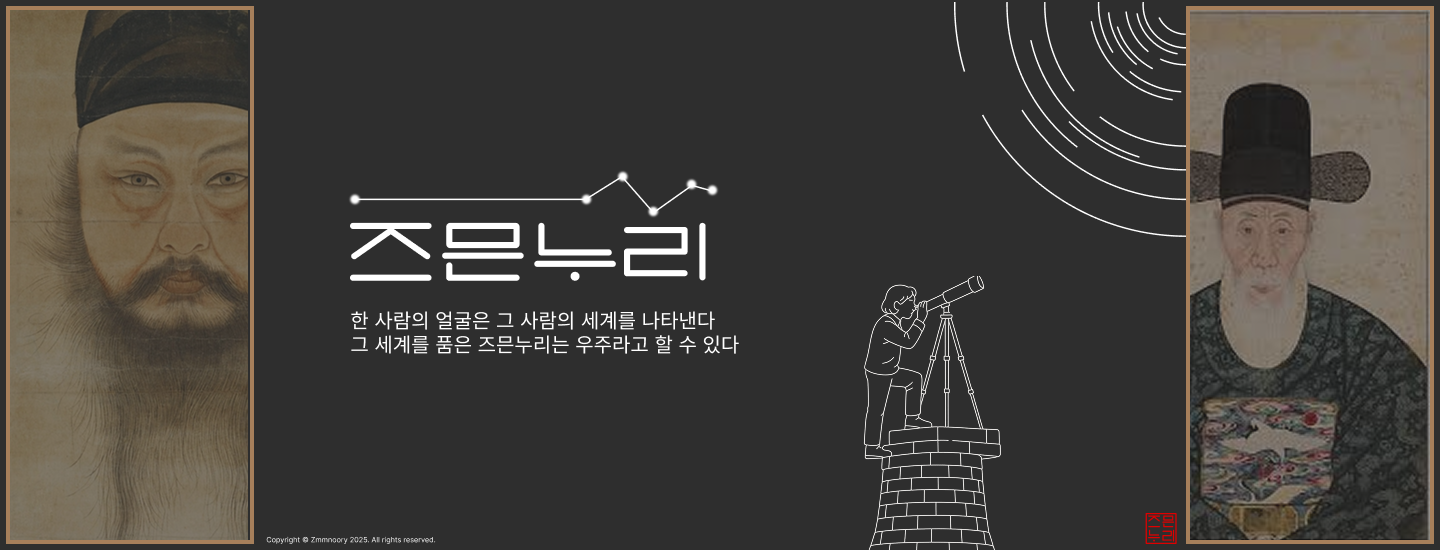 즈믄누리
한 사람의 얼굴은 그 사람의 세계를 나타낸다
그 세계를 품은 즈믄누리는 우주라고 할 수 있다
Copyright © Zmmnoory 2025. All rights reserved.
즈믄
누리